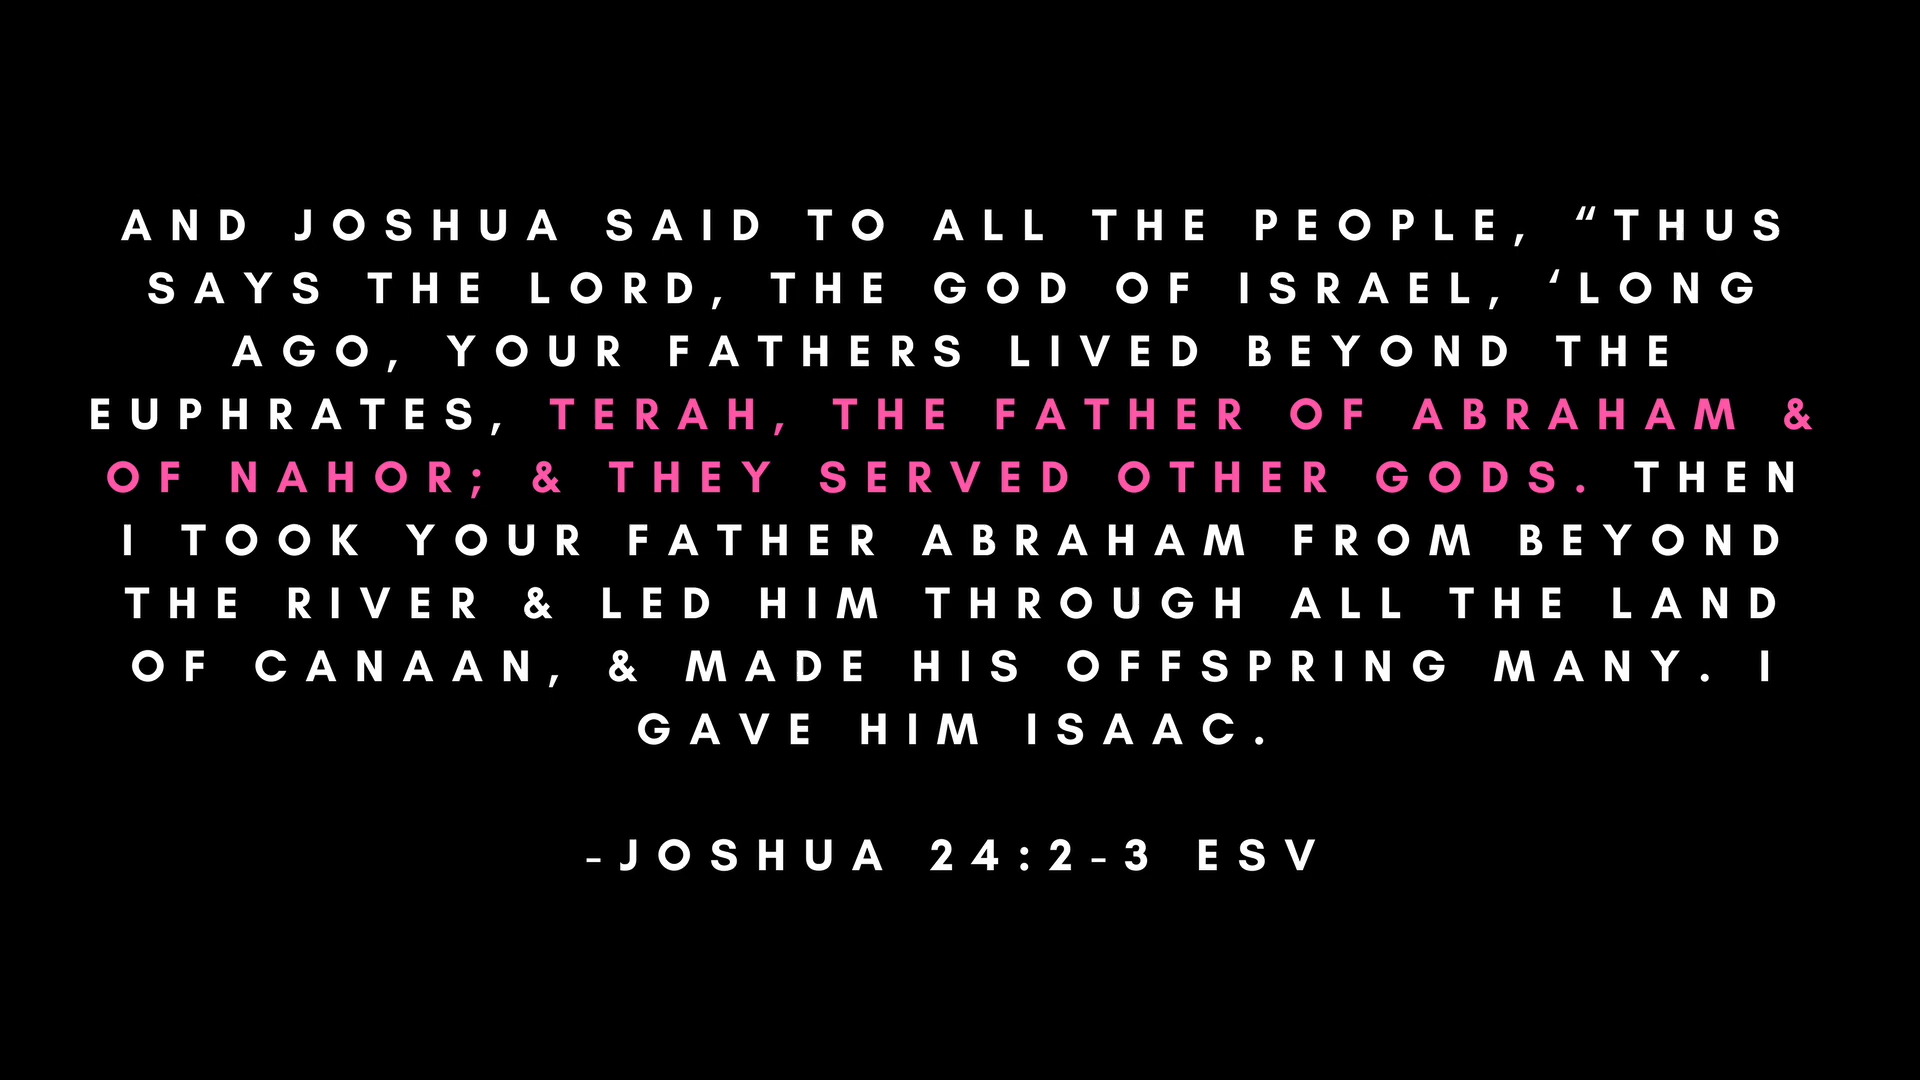 AND JOSHUA SAID TO ALL THE PEOPLE, “THUS
SAYS THE LORD, THE GOD OF ISRAEL, ‘LONG
AGO, YOUR FATHERS LIVED BEYOND THE
EUPHRATES, TERAH, THE FATHER OF ABRAHAM &
OF NAHOR; & THEY SERVED OTHER GODS. THEN
I TOOK YOUR FATHER ABRAHAM FROM BEYOND
THE RIVER & LED HIM THROUGH ALL THE LAND
OF CANAAN, & MADE HIS OFFSPRING MANY. I
GAVE HIM ISAAC.
-JOSHUA 24:2-3 ESV